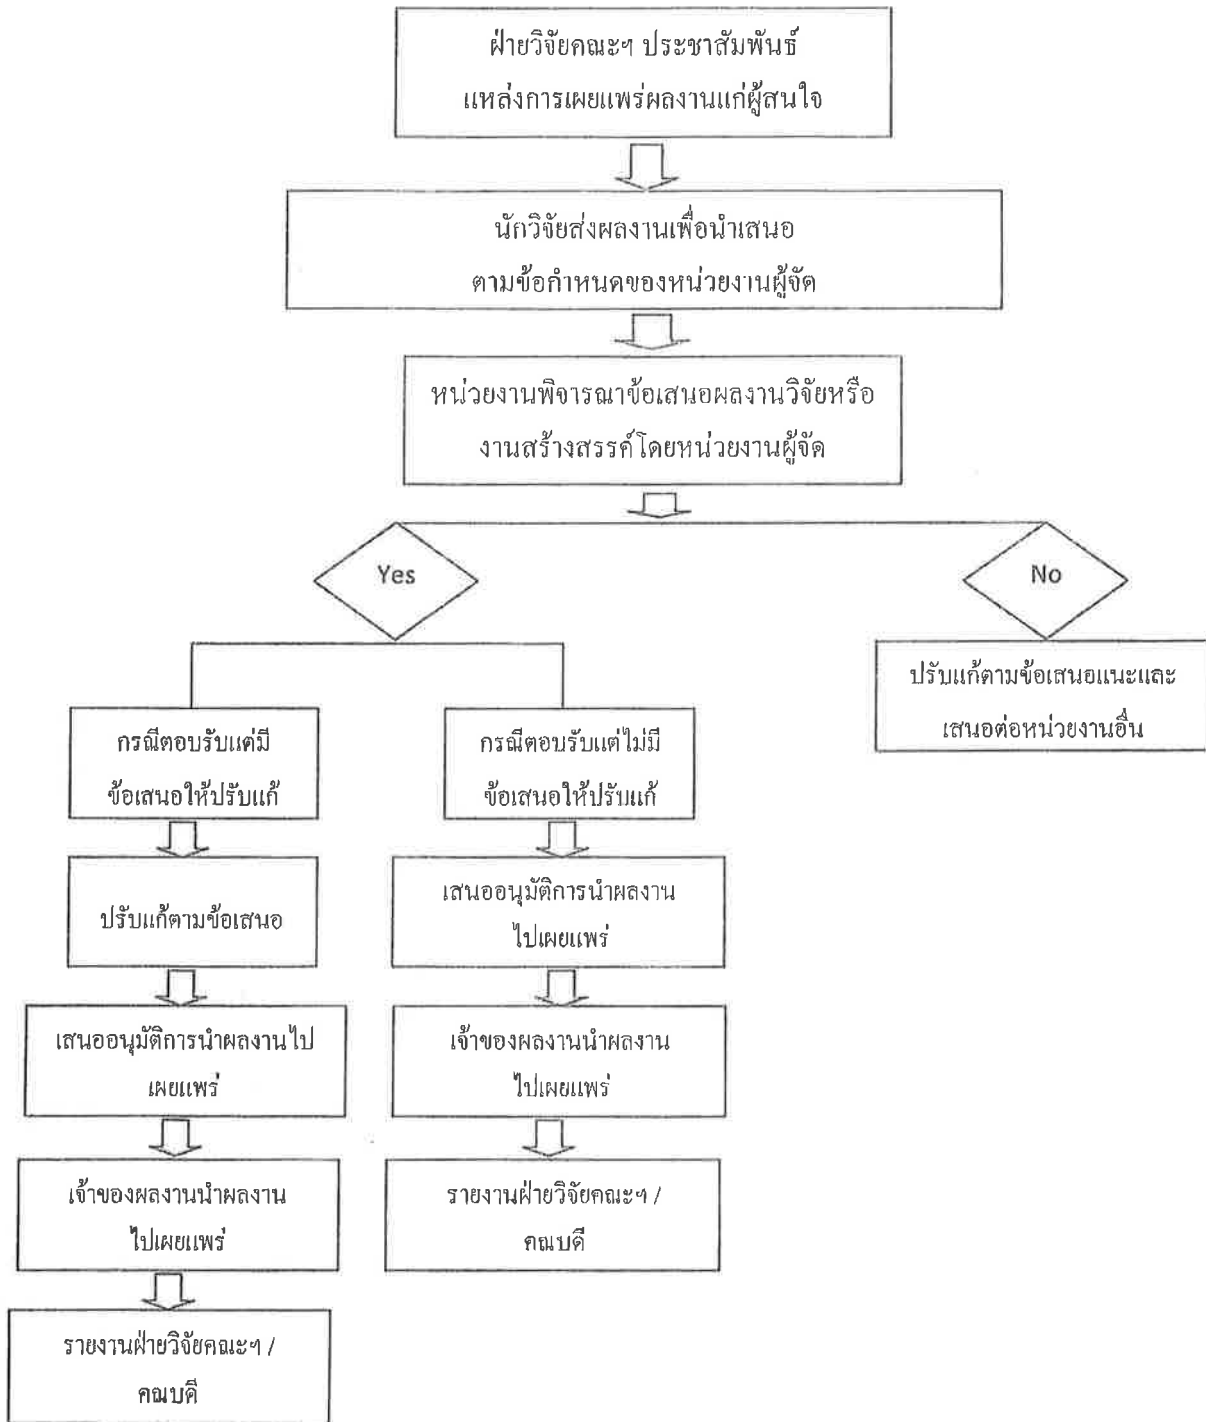 ฝ่ายวิจัยคณะฯ ประชาสัมพันธ์
แหล่งการเผยแพร่ผลงานแก่ผู้สนใจ
นักวิจัยส่งผลงานเพื่อนำเสนอ
ตามข้อกำหนดของหน่วยงานผู้จัด
หน่วยงานพิจารณาข้อเสนอผลงานวิจัยหรือ
งานสร้างสรรค์โดยหน่วยงานผู้จัด
Yes
No
ปรับแก้ตามข้อเสนอแนะและ
เสนอต่อหน่วยงานอื่น
กรณีตอบรับแต่มี
ข้อเสนอให้ปรับแก้
ปรับแก้ตามข้อเสนอ
เสนออนุมัติการนำผลงานไป
เผยแพร่
เจ้าของผลงานนำผลงาน
ไปเผยแพร่
รายงานฝ่ายวิจัยคณะฯ /
คณบดี
กรณีตอบรับแต่ไม่มี
ข้อเสนอให้ปรับแก้
เสนออนุมัติการนำผลงาน
ไปเผยแพร่
เจ้าของผลงานนำผลงาน
ไปเผยแพร่
รายงานฝ่ายวิจัยคณะฯ /
คณบดี